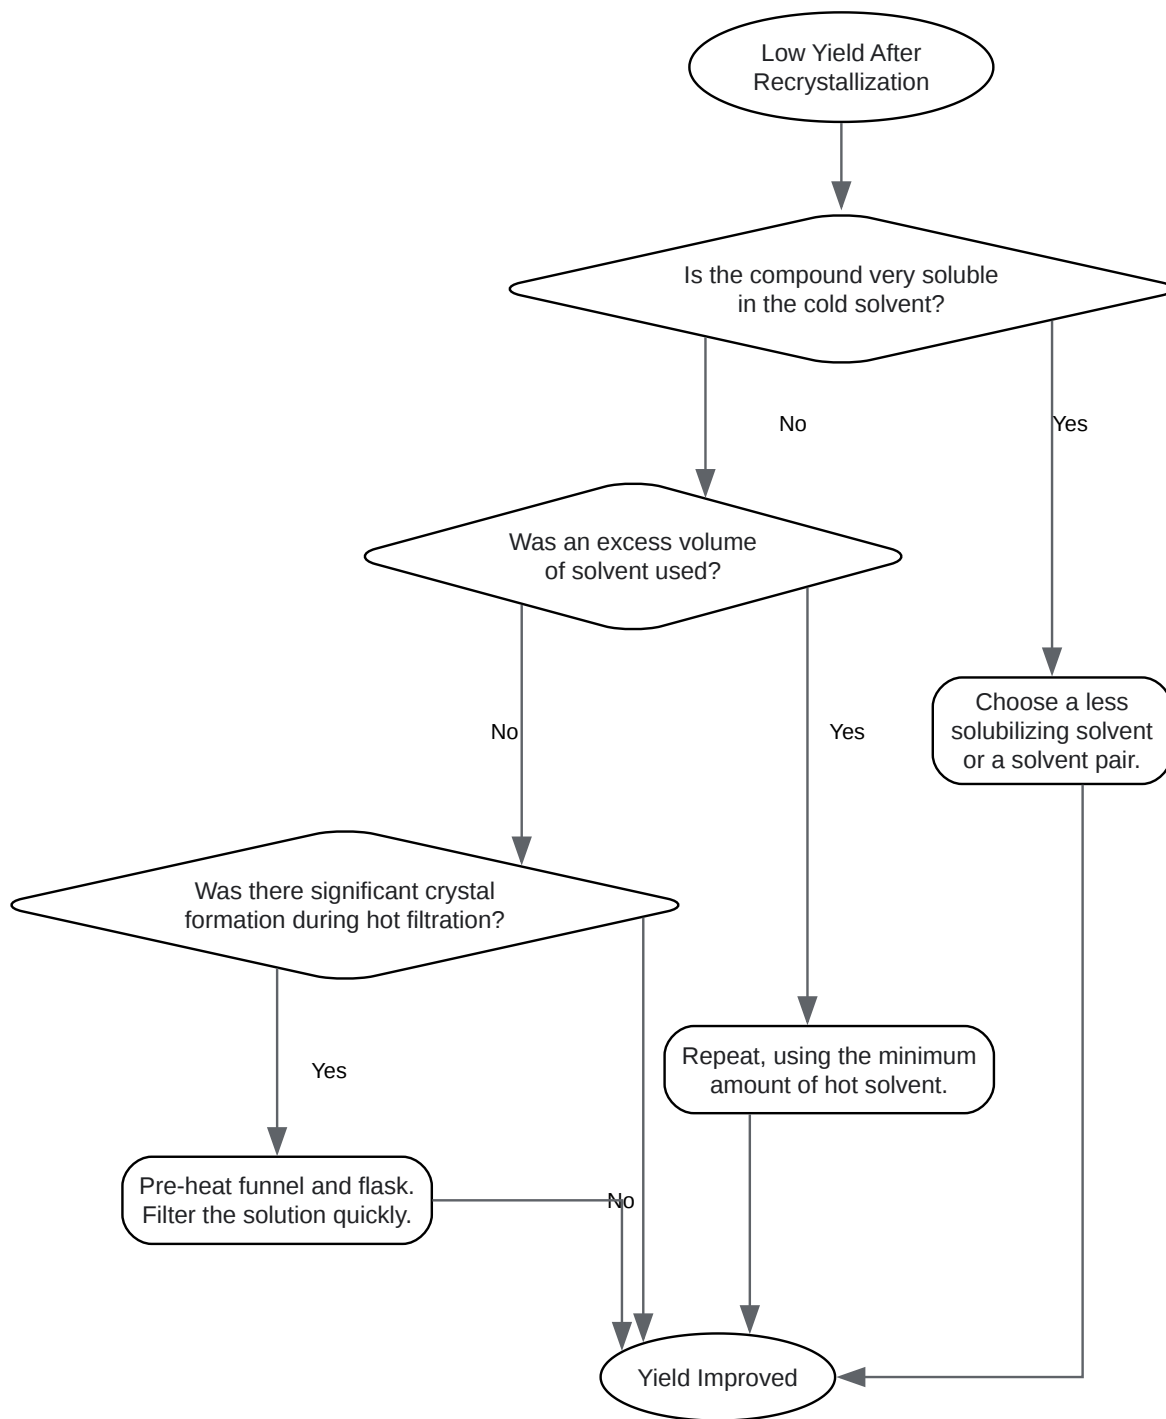 Low Yield After
Recrystallization
Is the compound very soluble
in the cold solvent?
No
Yes
Was an excess volume
of solvent used?
No
Yes
Choose a less
solubilizing solvent
or a solvent pair.
Was there significant crystal
formation during hot filtration?
Yes
No
Repeat, using the minimum
amount of hot solvent.
Pre-heat funnel and flask.
Filter the solution quickly.
Yield Improved